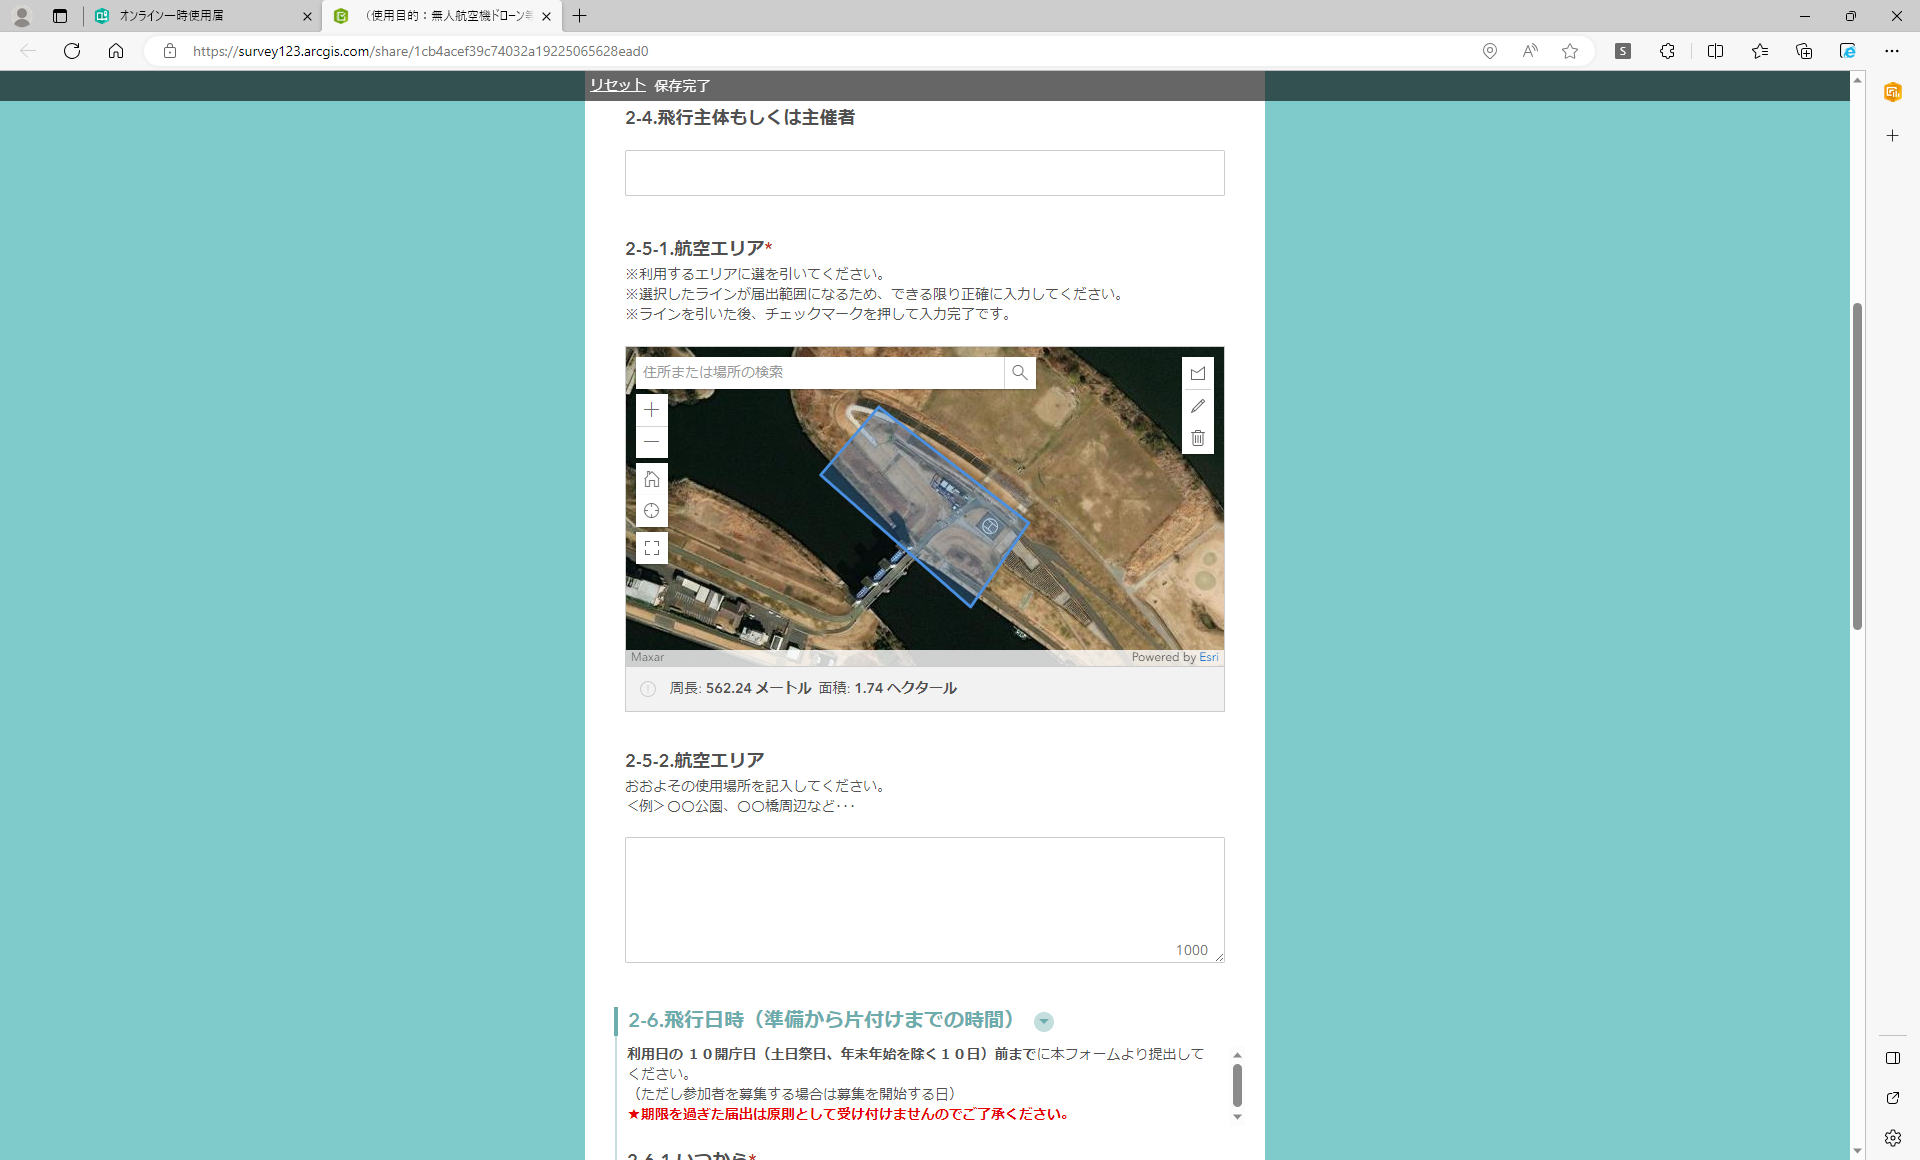 オンライン一時使用届
（使用目的：無人航空機ドローン等
https://survey123.arcgis.com/share/1cb4acef39c74032a19225065628ead0
リセット 保存完了
2-4.飛行主体もしくは主催者
2-5-1.航空エリア*
※利用するエリアに選を引いてください。
※選択したラインが届出範囲になるため、できる限り正確に入力してください。
※ラインを引いた後、チェックマークを押して入力完了です。
住所または場所の検索
Maxar
Powered by Esri
周長: 562.24 メートル 面積: 1.74 ヘクタール
2-5-2.航空エリア
おおよその使用場所を記入してください。
＜例＞〇〇公園、〇〇橋周辺など･･･
1000
2-6.飛行日時（準備から片付けまでの時間）
利用日の １０開庁日（土日祭日、年末年始を除く１０日）前までに本フォームより提出して
ください。
（ただし参加者を募集する場合は募集を開始する日）
★期限を過ぎた届出は原則として受け付けませんのでご了承ください。
2-6-1.いつから*